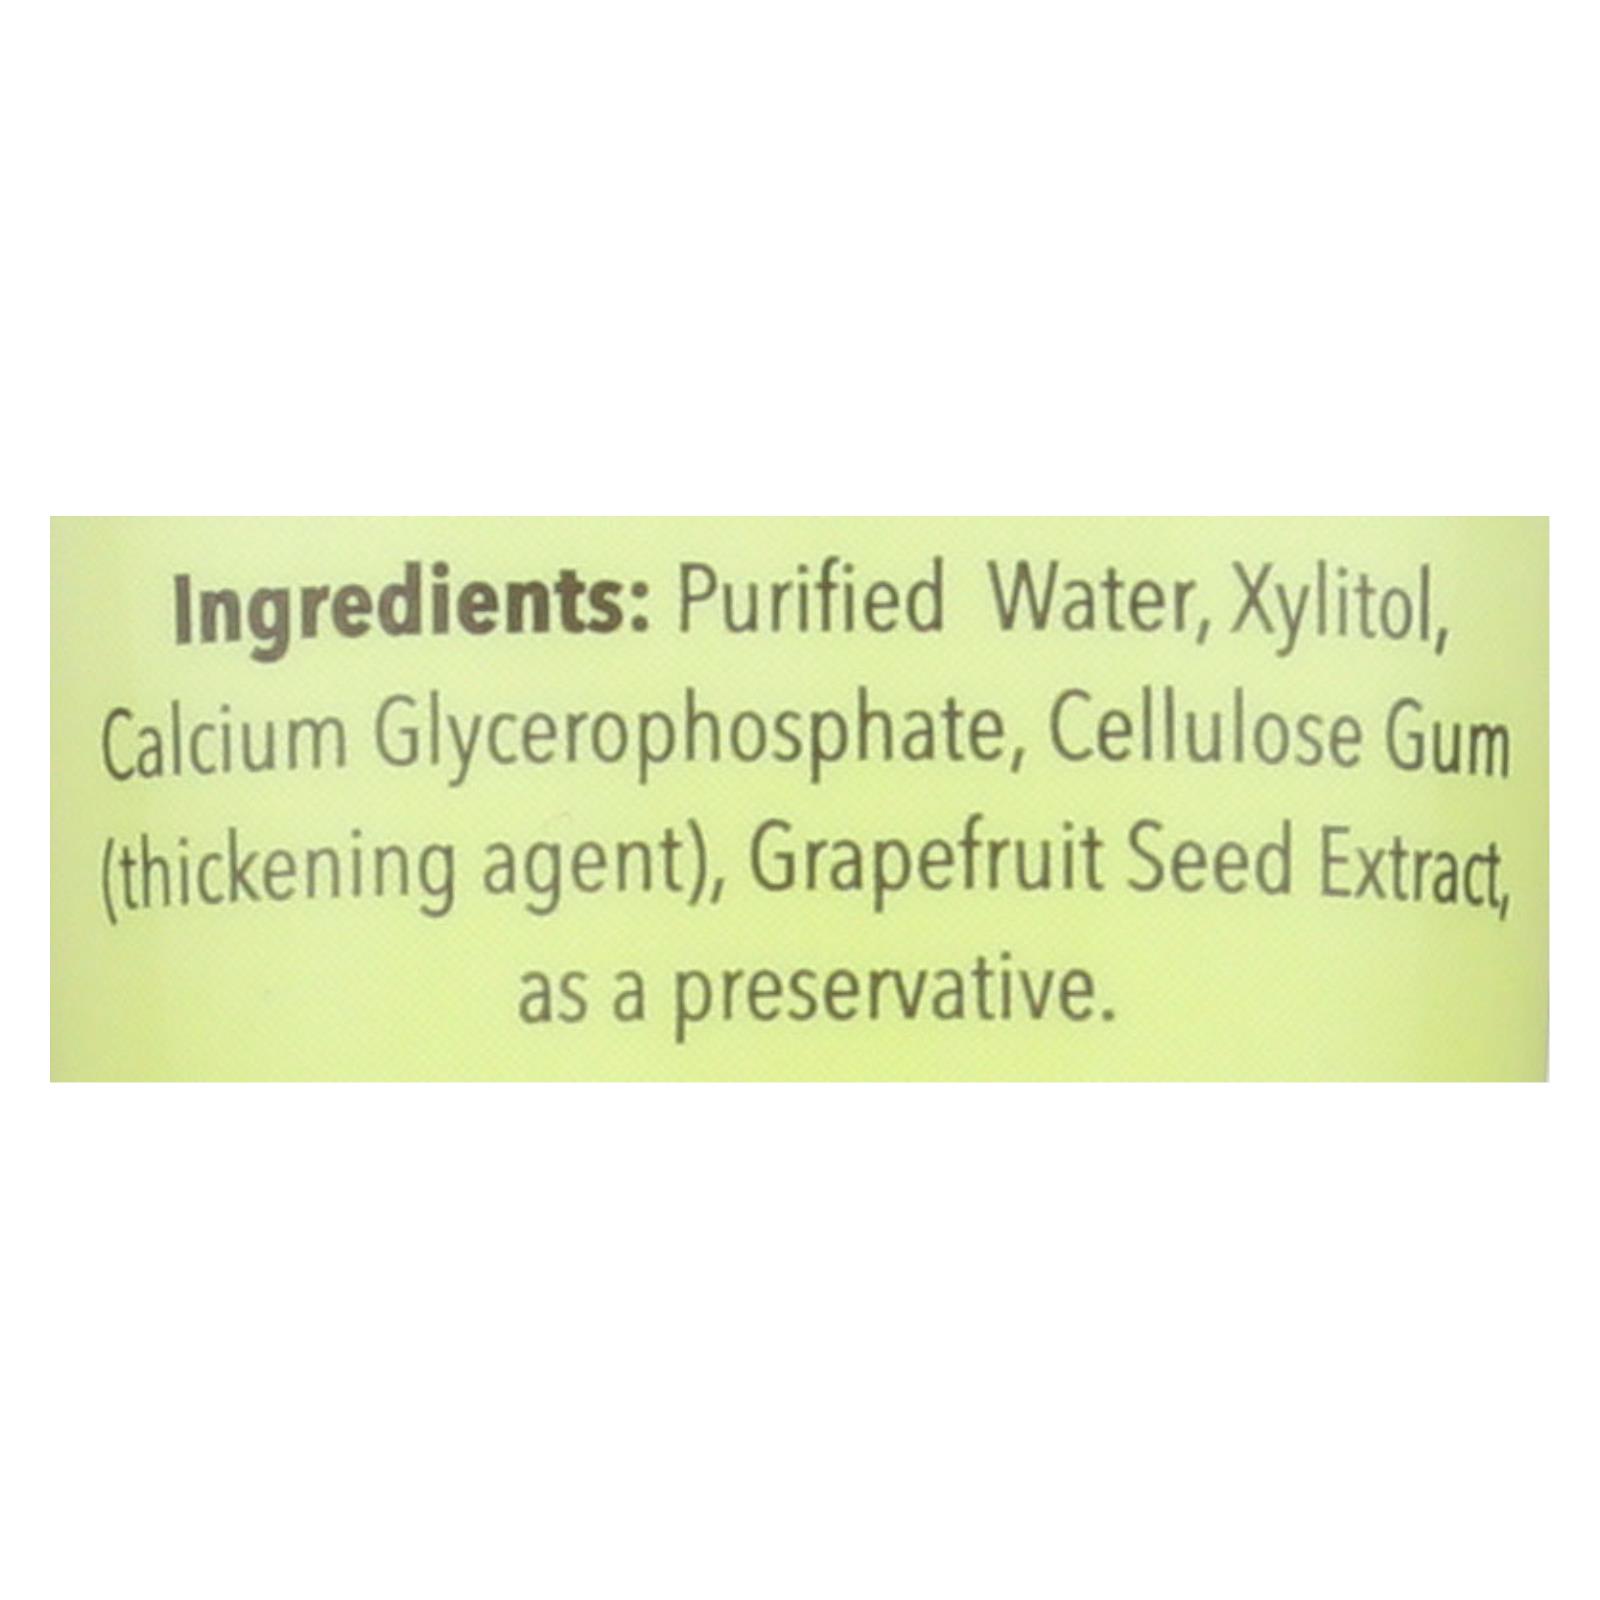 Ingredients: Purified Water, Xylitol,
Calcium Glycerophosphate, Cellulose Gum
(thickening agent), Grapefruit Seed Extract,
as a preservative.